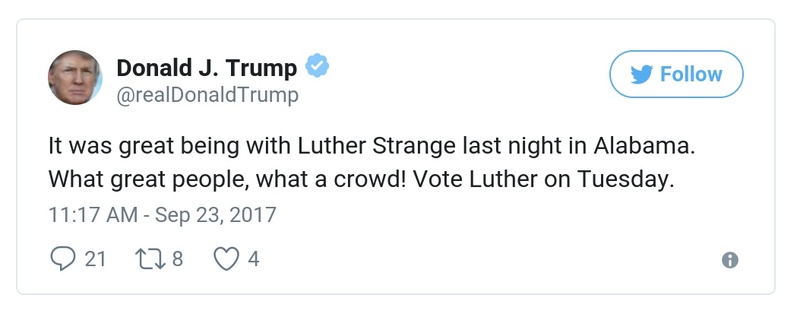 Donald J. Trump
Follow
@realDonaldTrump
It was great being with Luther Strange last night in Alabama.
What great people, what a crowd! Vote Luther on Tuesday.
11:17 AM - Sep 23, 2017
21 8 4